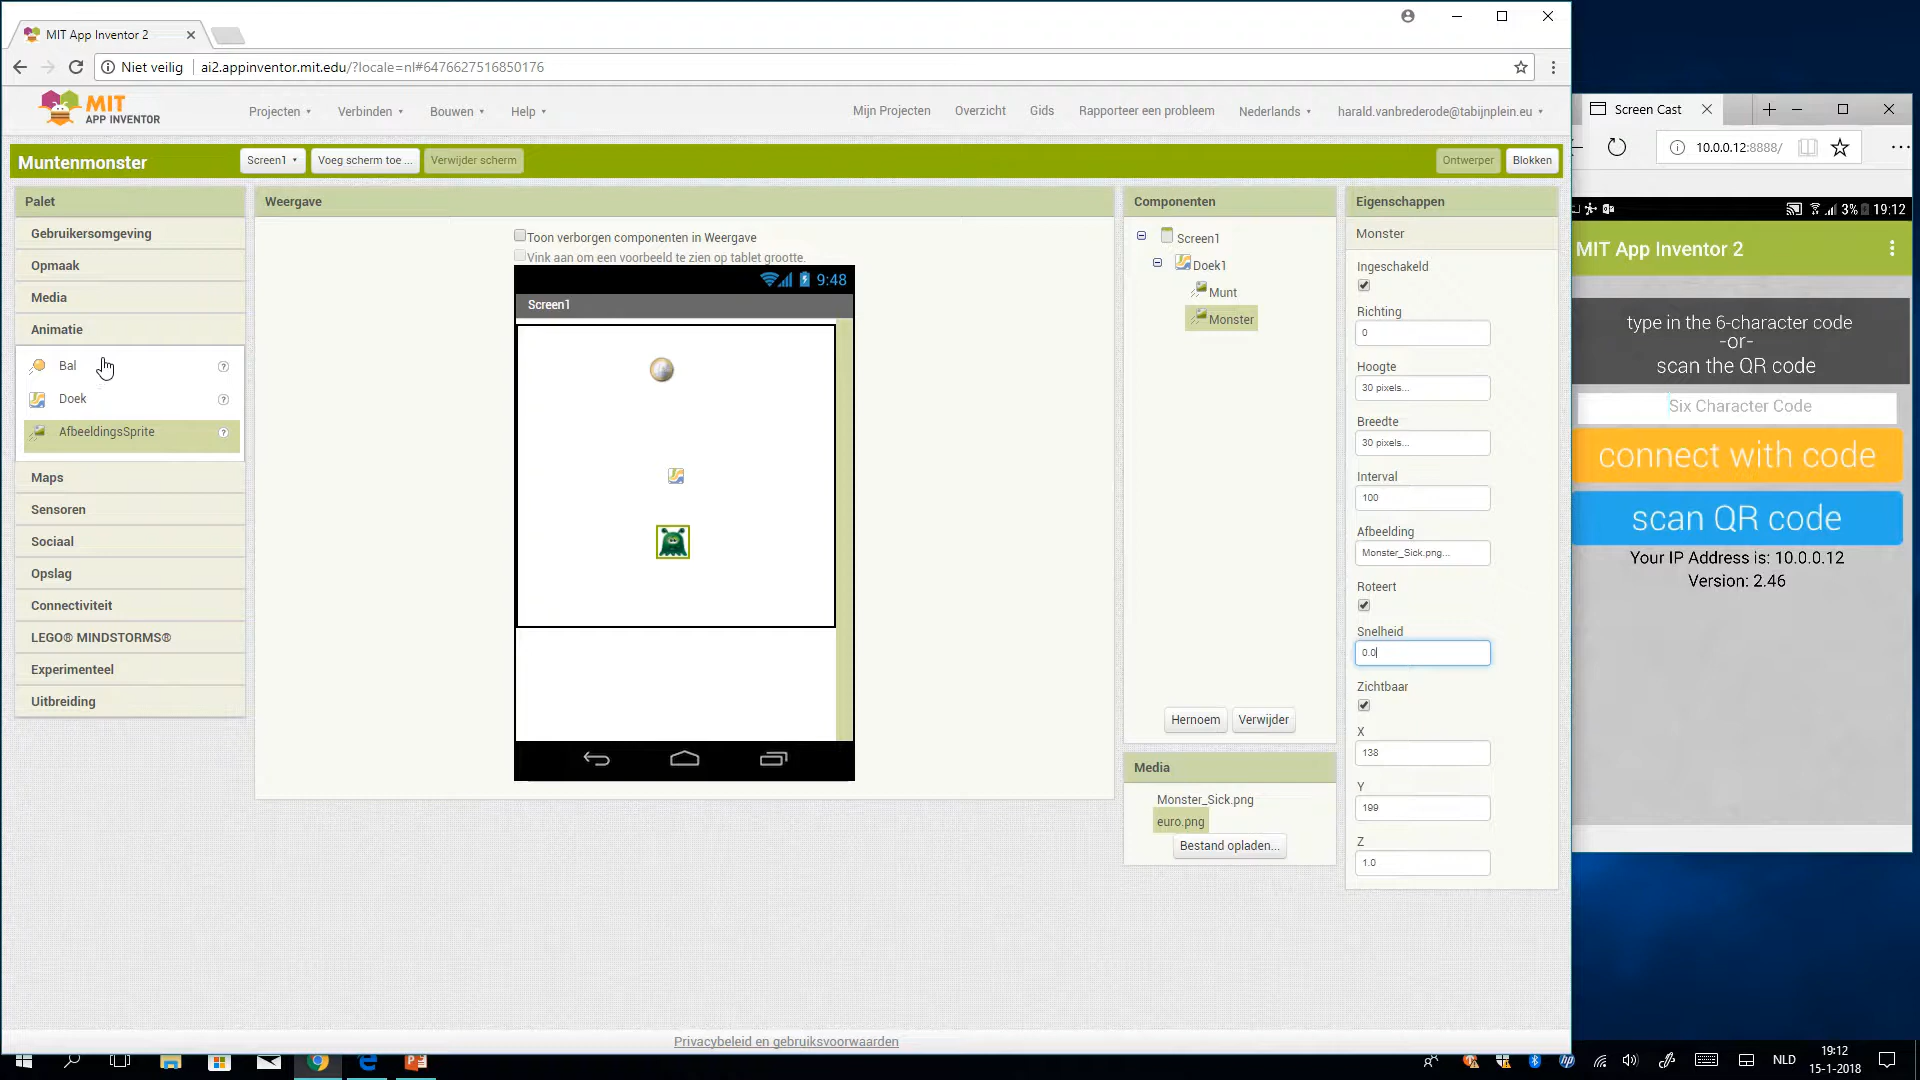 MIT App Inventor 2
Niet veilig
ai2.appinventor.mit.edu/?locale=nl#6476627516850176
MIT
APP INVENTOR
Projecten
Verbinden
Bouwen
Help
Mijn Projecten
Overzicht
Gids
Rapporteer een probleem
Nederlands
harald.vanbrederode@tabijnplein.eu
Muntenmonster
Screen1
Voeg scherm toe ...
Verwijder scherm
Ontwerper
Blokken
Palet
Gebruikersomgeving
Opmaak
Media
Animatie
Bal
?
Doek
?
AfbeeldingsSprite
?
Maps
Sensoren
Sociaal
Opslag
Connectiviteit
LEGO® MINDSTORMS®
Experimenteel
Uitbreiding
Weergave
Toon verborgen componenten in Weergave
Vink aan om een voorbeeld te zien op tablet grootte.
9:48
Screen1
Componenten
Screen1
Doek1
Munt
Monster
Hernoem
Verwijder
Media
Monster_Sick.png
euro.png
Bestand opladen...
Eigenschappen
Monster
Ingeschakeld
Richting
0
Hoogte
30 pixels...
Breedte
30 pixels...
Interval
100
Afbeelding
Monster_Sick.png...
Roteert
Snelheid
0.0
Zichtbaar
X
138
Y
199
Z
1.0
Privacybeleid en gebruiksvoorwaarden
Screen Cast
10.0.0.12:8888/
3% 19:12
MIT App Inventor 2
type in the 6-character code
-or-
scan the QR code
Six Character Code
connect with code
scan QR code
Your IP Address is: 10.0.0.12
Version: 2.46
NLD
19:12
15-1-2018